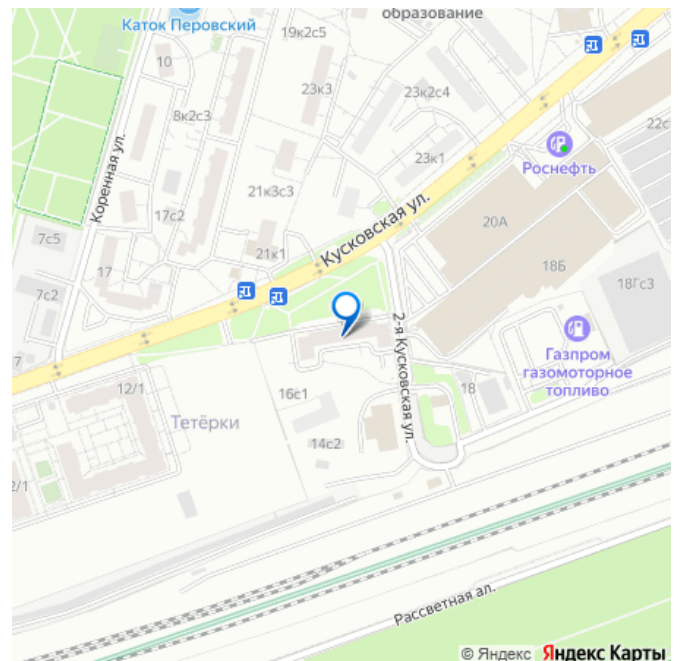 образование
Каток Перовский
19к2с5
10
23к3
23к2с4
8к2с3
22с
Роснефть
23к1
Коренная ул.
21к3с3
17с2
20А
7с5
Кусковская ул.
21к1
18Б
17
18Гс3
7с2
2-я Кусковская ул.
7
Газпром
газомоторное
топливо
12/1
16с1
18
Тетёрки
14с2
2/1
Рассветная ал.
© Яндекс Яндекс Карты